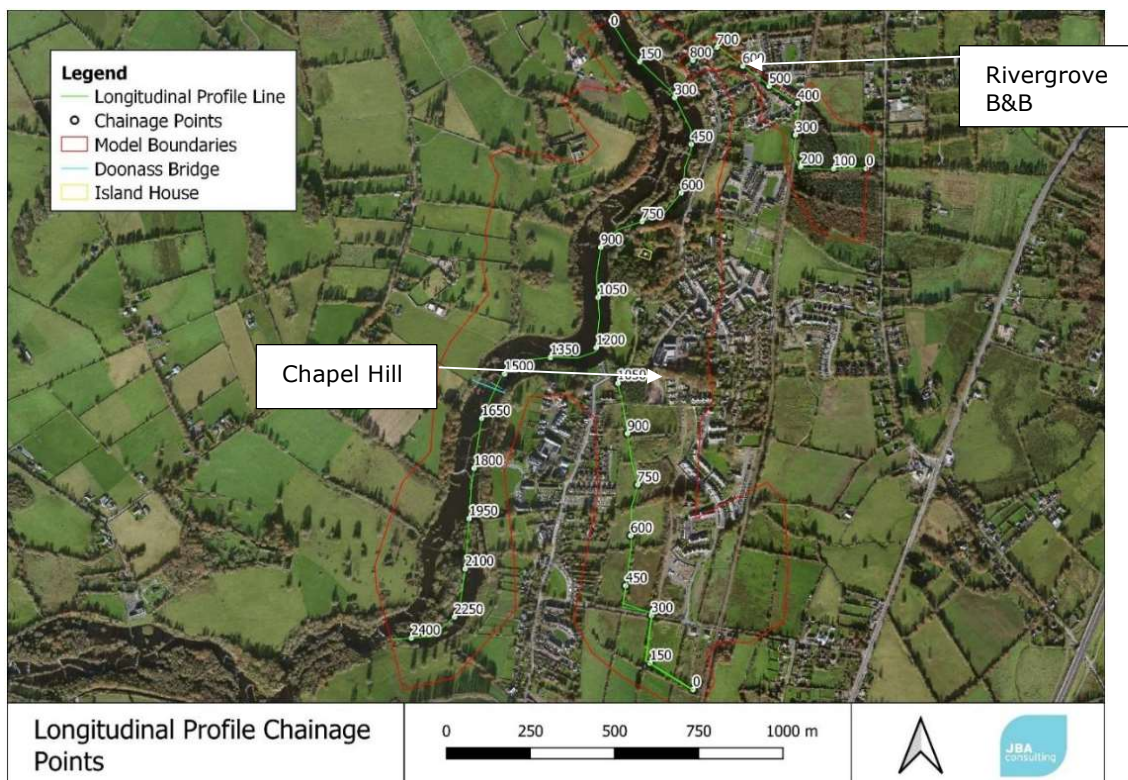 Legend
Longitudinal Profile Line
Chainage Points
Model Boundaries
Doonass Bridge
Island House
Rivergrove
B&B
Chapel Hill
0
150
300
450
600
750
900
1050
1200
1350
1500
1650
1800
1950
2100
2250
2400
800
700
600
500
400
300
200
100
0
1050
900
750
600
450
300
150
0
Longitudinal Profile Chainage
Points
0 250 500 750 1000 m
JBA
consulting